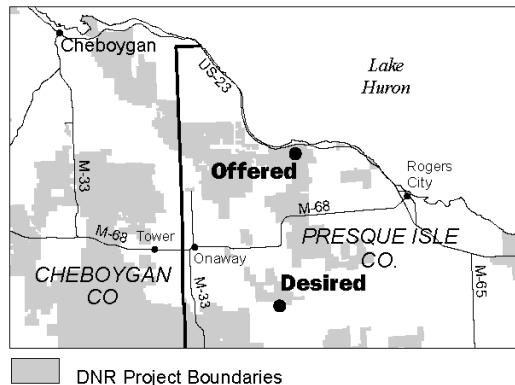 Cheboygan
Lake
Huron
US-23
M-33
Offered
Rogers
City
M-68
M-68
Tower
Onaway
PRESQUE ISLE
CO.
CHEBOYGAN
CO
M-33
Desired
M-65
DNR Project Boundaries